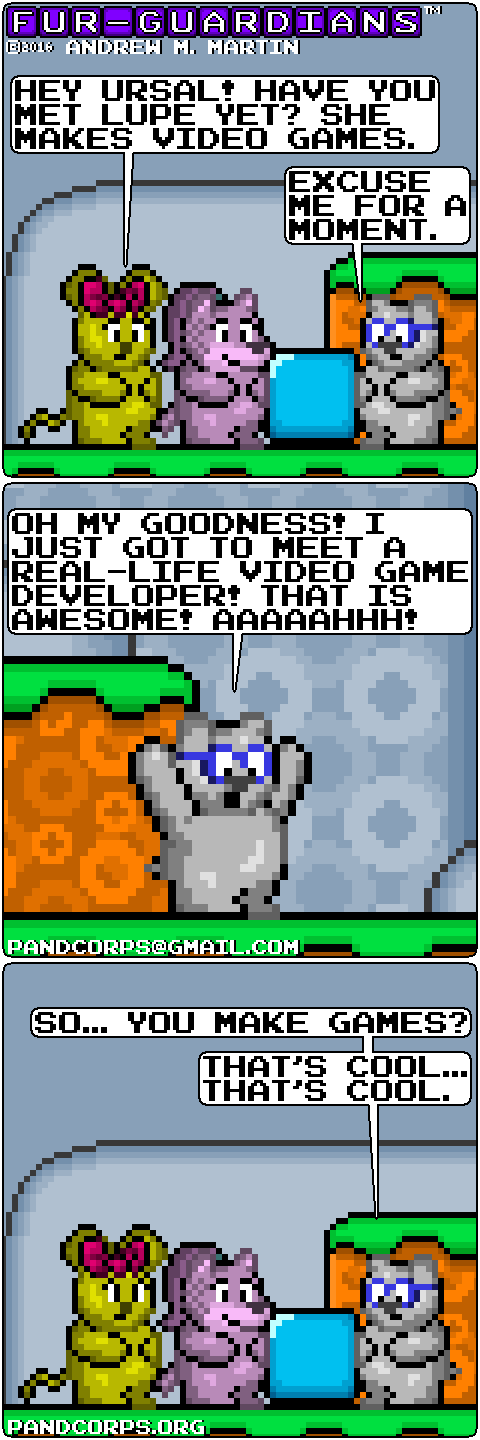 FUR-GUARDIANS™
©2016 ANDREW M. MARTIN
HEY URSAL! HAVE YOU
MET LUPE YET? SHE
MAKES VIDEO GAMES.
EXCUSE
ME FOR A
MOMENT.
OH MY GOODNESS! I
JUST GOT TO MEET A
REAL-LIFE VIDEO GAME
DEVELOPER! THAT IS
AWESOME! AAAAAHHH!
PANDCORPS@GMAIL.COM
SO... YOU MAKE GAMES?
THAT'S COOL...
THAT'S COOL.
PANDCORPS.ORG